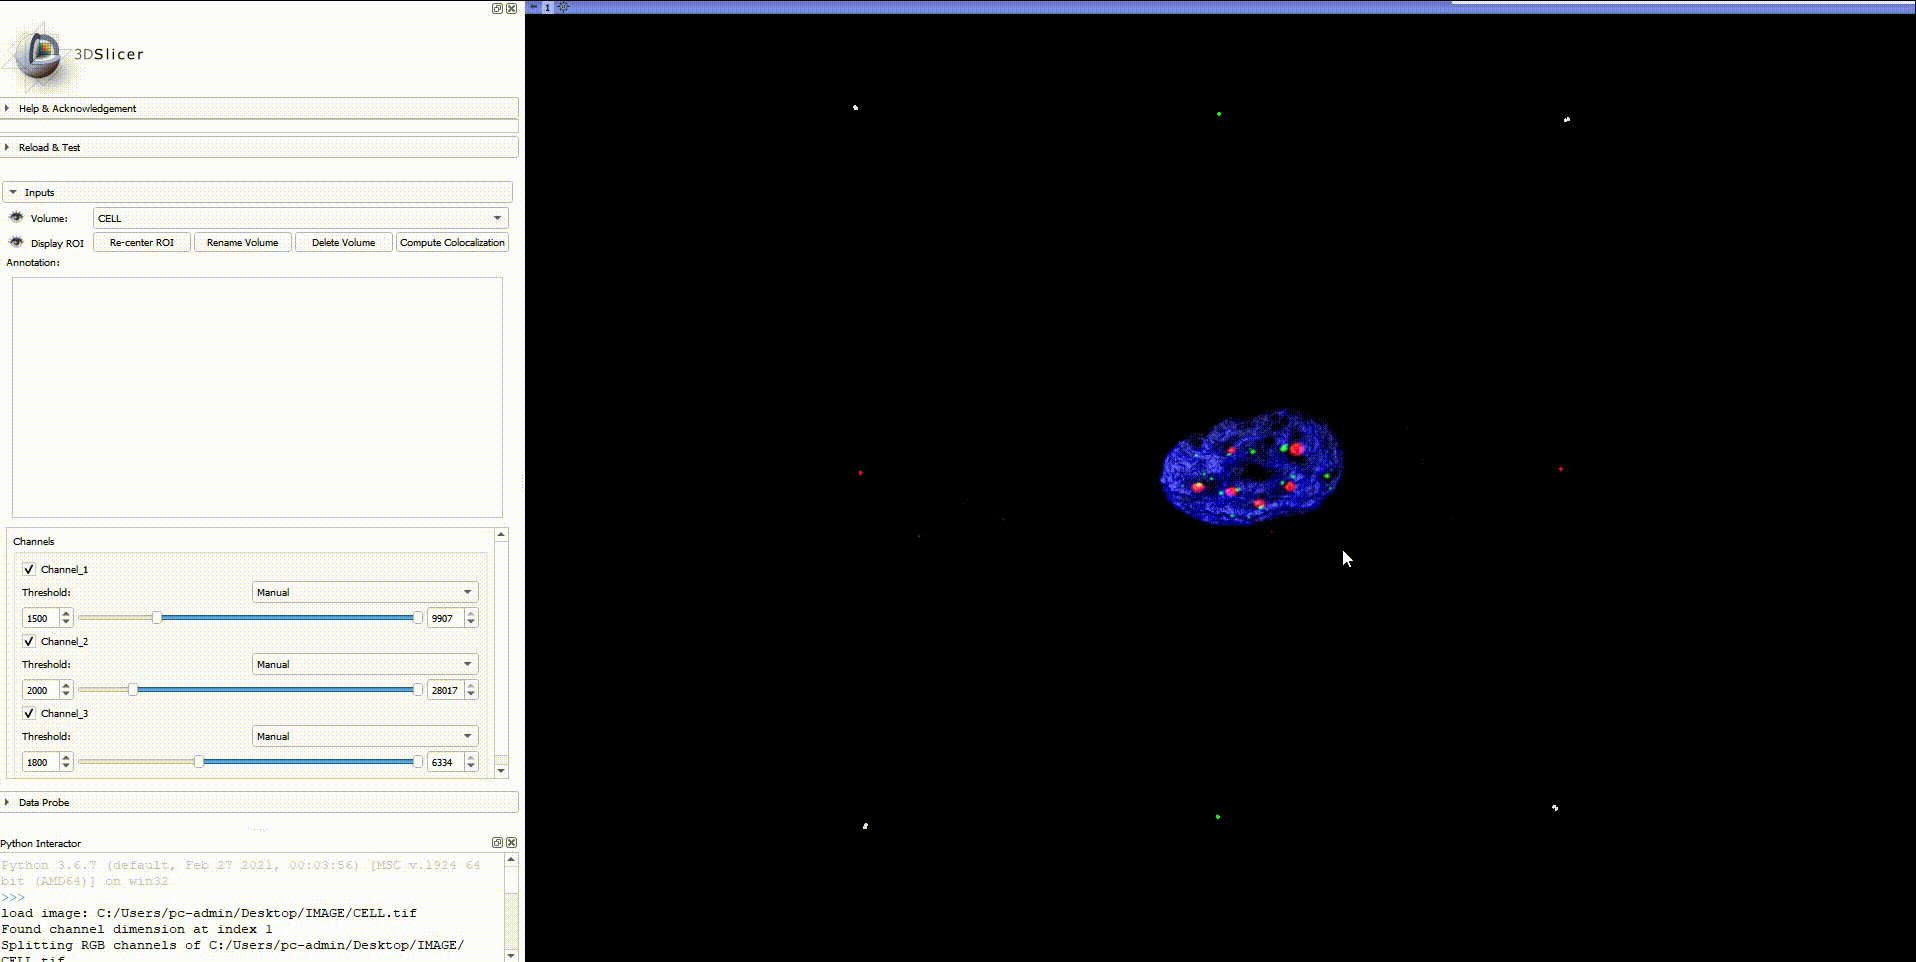 3DSlicer
Help & Acknowledgement
Reload & Test
Inputs
Volume: CELL
Display ROI Re-center ROI Rename Volume Delete Volume Compute Colocalization
Annotation:
Channels
Channel_1
Threshold: Manual
1500 9907
Channel_2
Threshold: Manual
2000 28017
Channel_3
Threshold: Manual
1800 6334
Data Probe
Python Interactor
Python 3.6.7 (default, Feb 27 2021, 00:03:56) [MSC v.1924 64
bit (AMD64)] on win32
>>>
load image: C:/Users/pc-admin/Desktop/IMAGE/CELL.tif
Found channel dimension at index 1
Splitting RGB channels of C:/Users/pc-admin/Desktop/IMAGE/
CELL.tif
1